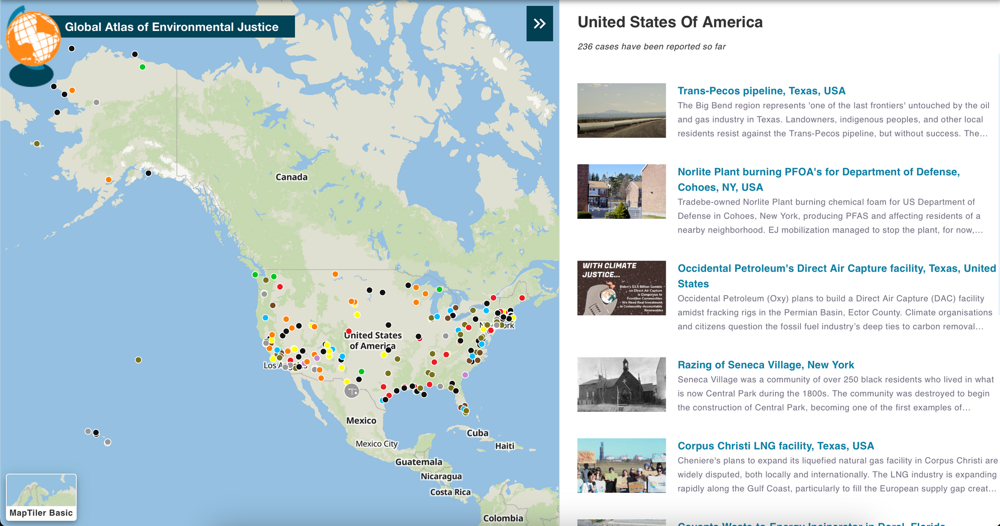 Global Atlas of Environmental Justice
Canada
United States
of America
Mexico
Mexico City
Cuba
Haiti
Guatemala
Nicaragua
Costa Rica
Colombia
MapTiler Basic
United States Of America
236 cases have been reported so far
Trans-Pecos pipeline, Texas, USA
The Big Bend region represents 'one of the last frontiers' untouched by the oil
and gas industry in Texas. Landowners, indigenous peoples, and other local
residents resist against the Trans-Pecos pipeline, but without success. The...
Norlite Plant burning PFOA's for Department of Defense,
Cohoes, NY, USA
Tradebe-owned Norlite Plant burning chemical foam for US Department of
Defense in Cohoes, New York, producing PFAS and affecting residents of a
nearby neighborhood. EJ mobilization managed to stop the plant, for now,...
WITH CLIMATE
JUSTICE...
Biden's $3.5 Billion Gamble
on Direct Air Capture
is Dangerous to
Frontline Communities
- We Need Real Investment
in Community-Accountable
Renewables
Occidental Petroleum's Direct Air Capture facility, Texas, United
States
Occidental Petroleum (Oxy) plans to build a Direct Air Capture (DAC) facility
amidst fracking rigs in the Permian Basin, Ector County. Climate organisations
and citizens question the fossil fuel industry's deep ties to carbon removal...
Razing of Seneca Village, New York
Seneca Village was a community of over 250 black residents who lived in what
is now Central Park during the 1800s. The community was destroyed to begin
the construction of Central Park, becoming one of the first examples of...
Corpus Christi LNG facility, Texas, USA
Cheniere's plans to expand its liquefied natural gas facility in Corpus Christi are
widely disputed, both locally and internationally. The LNG industry is expanding
rapidly along the Gulf Coast, particularly to fill the European supply gap creat...